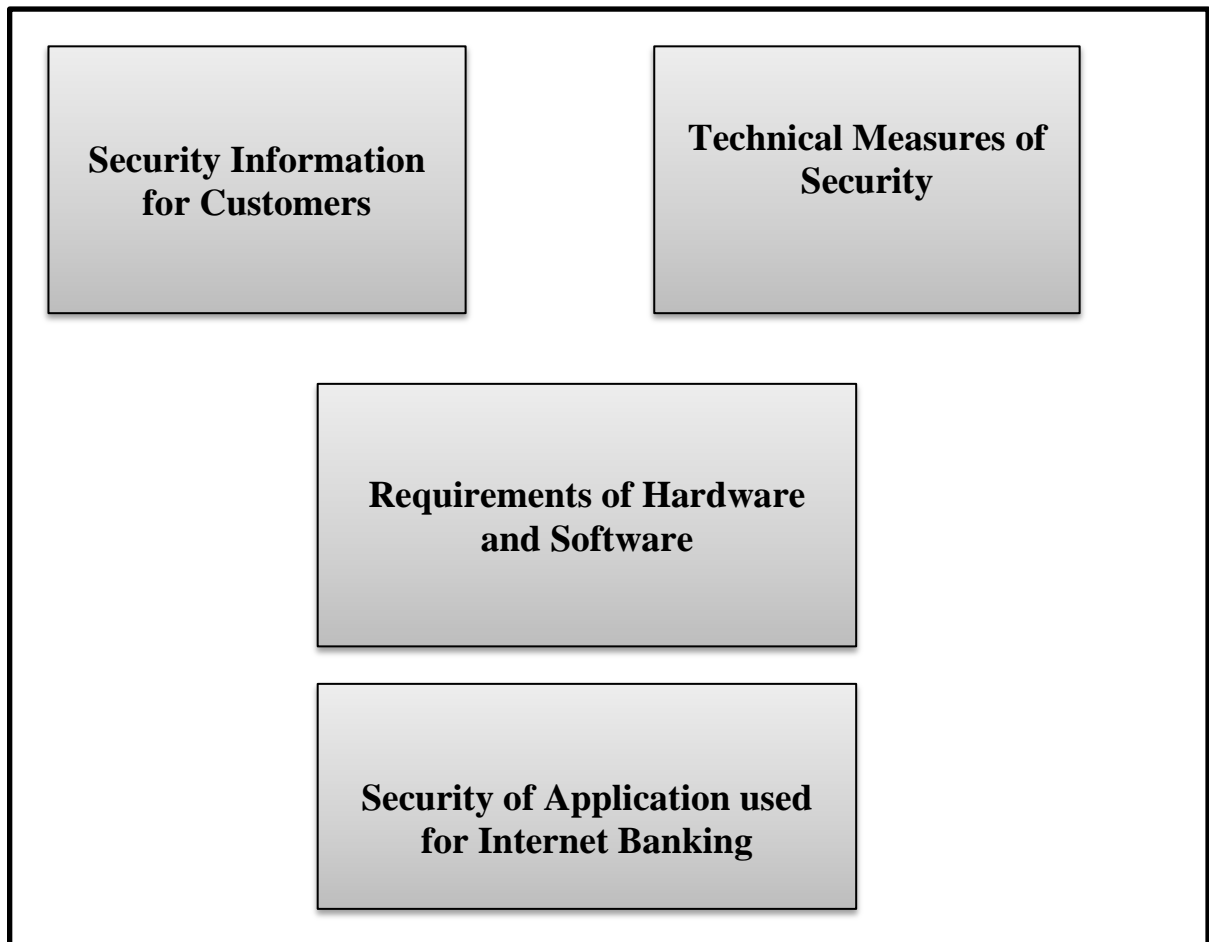 Security Information
for Customers
Technical Measures of
Security
Requirements of Hardware
and Software
Security of Application used
for Internet Banking